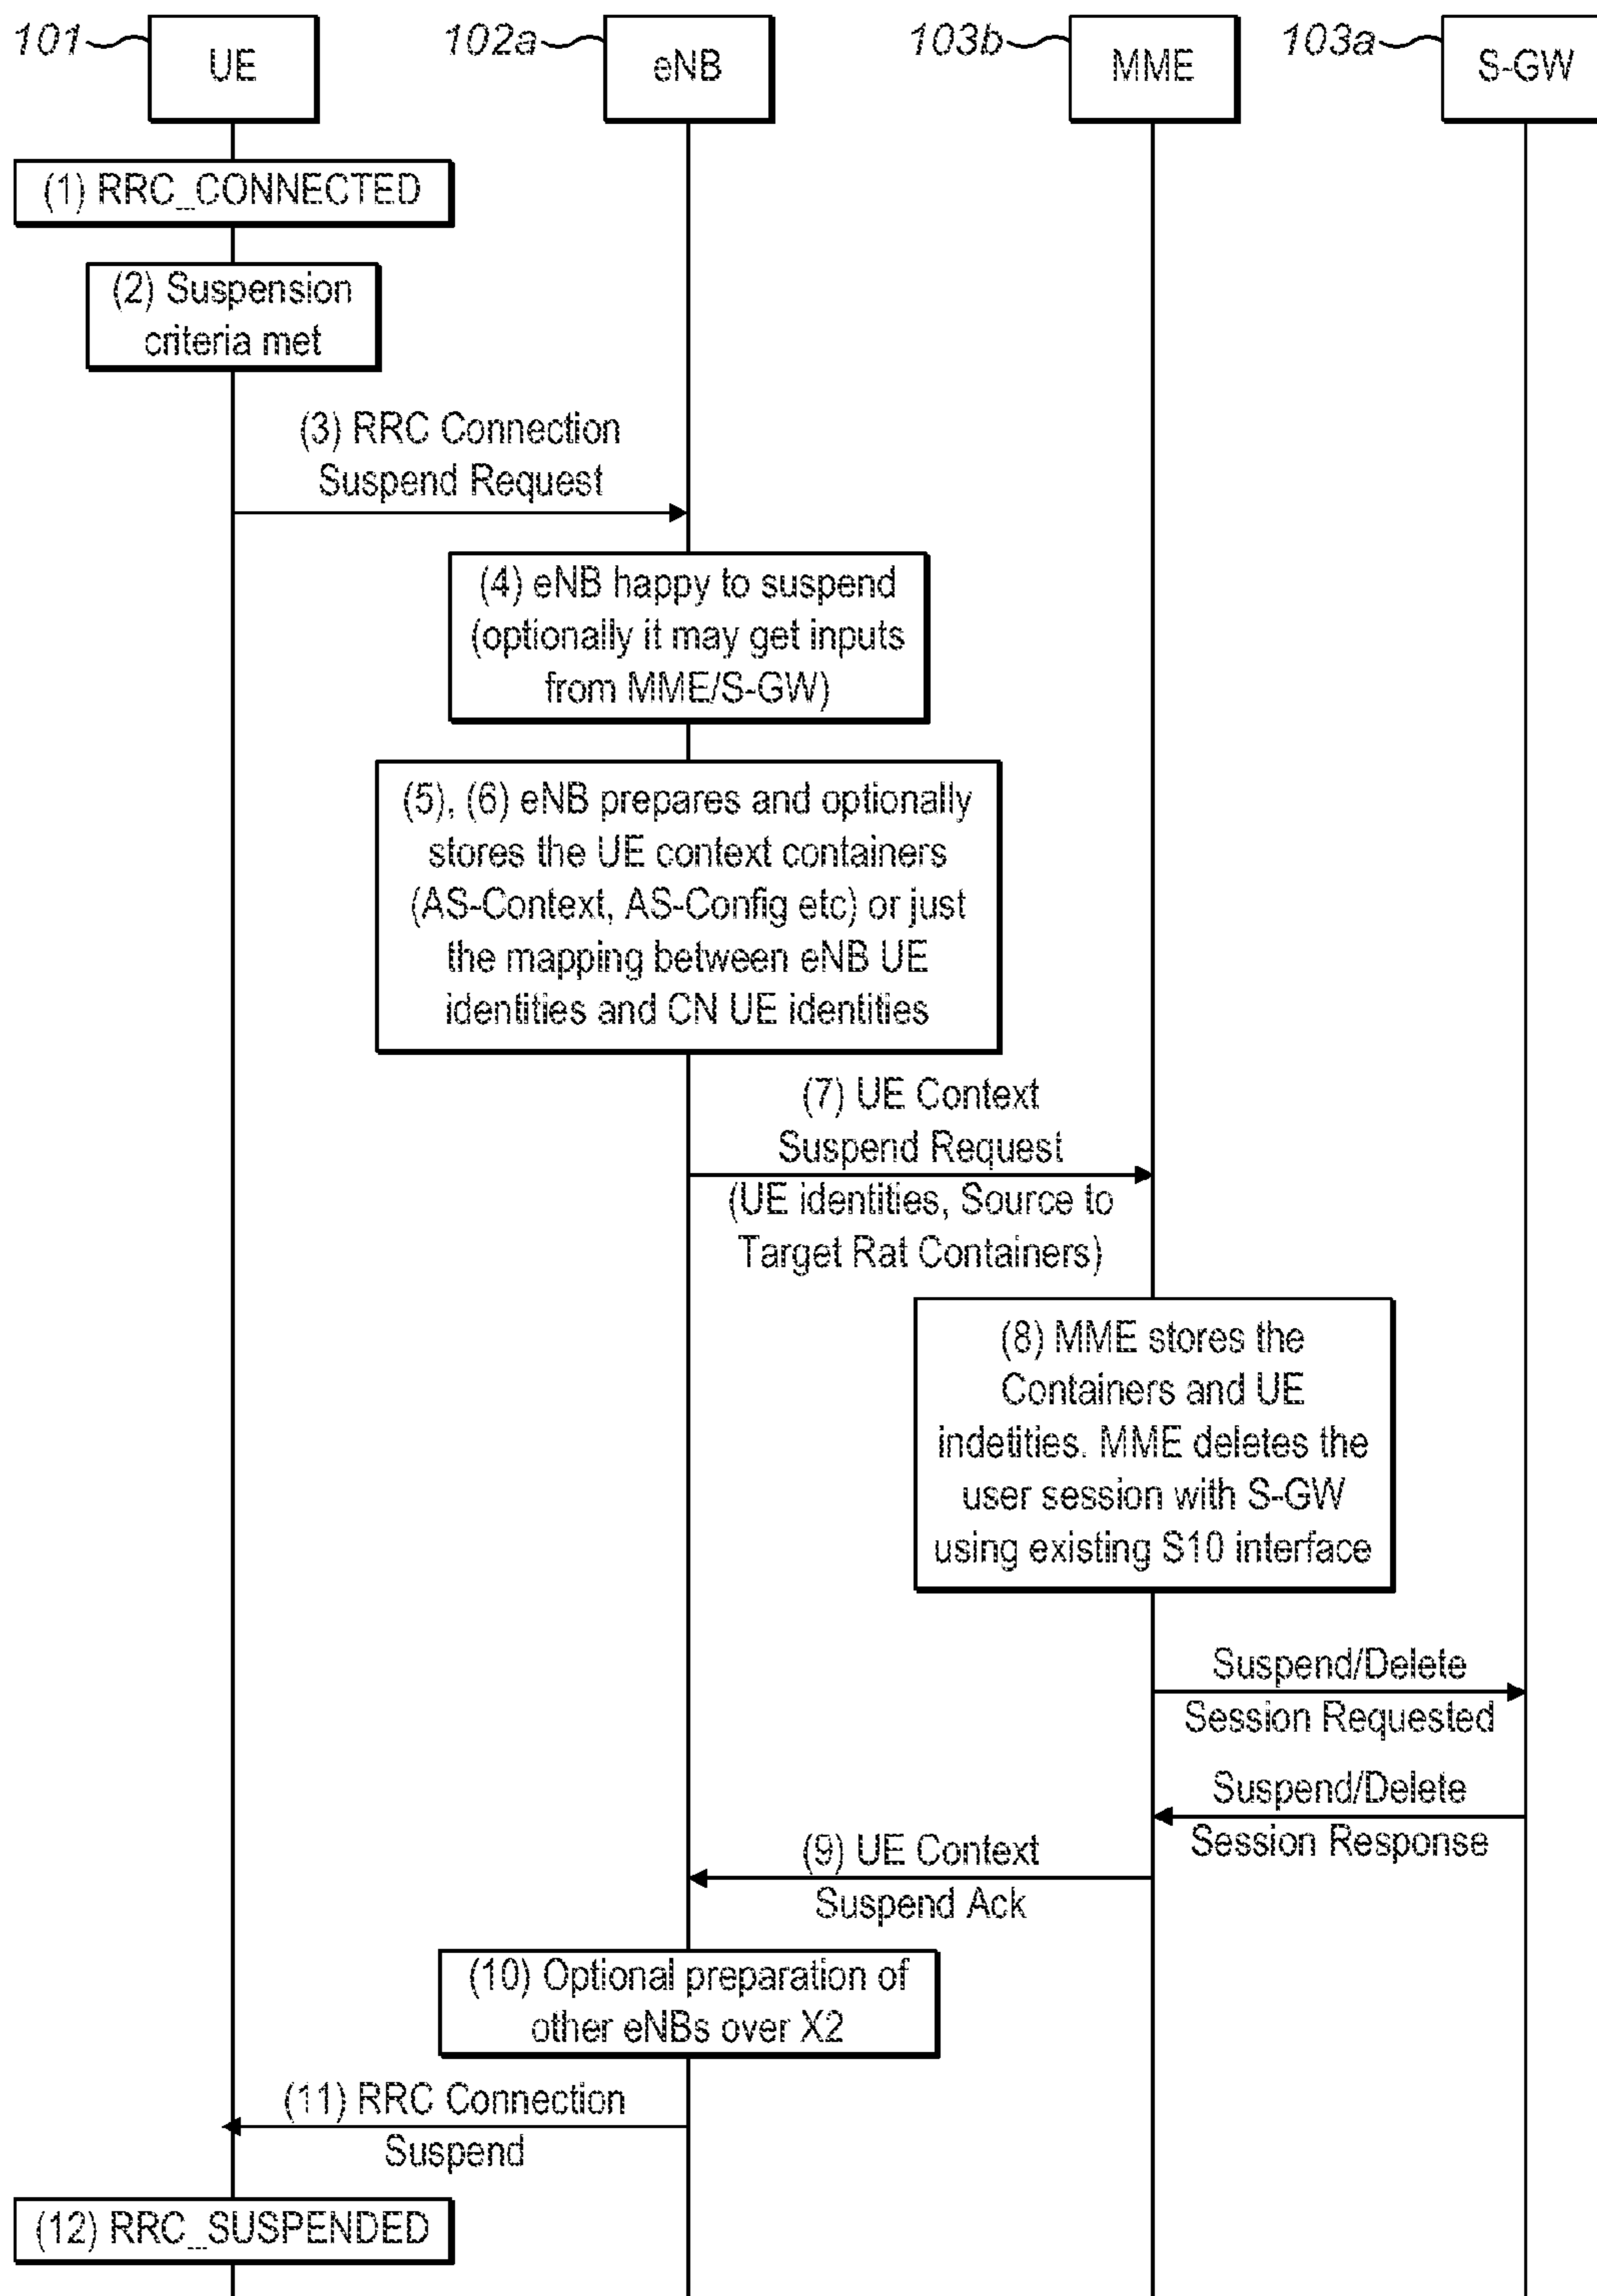 101
UE
102a
eNB
103b
MME
103a
S-GW
(1) RRC_CONNECTED
(2) Suspension
criteria met
(3) RRC Connection
Suspend Request
(4) eNB happy to suspend
(optionally it may get inputs
from MME/S-GW)
(5), (6) eNB prepares and optionally
stores the UE context containers
(AS-Context, AS-Config etc) or just
the mapping between eNB UE
identities and CN UE identities
(7) UE Context
Suspend Request
(UE identities, Source to
Target Rat Containers)
(8) MME stores the
Containers and UE
indetities. MME deletes the
user session with S-GW
using existing S10 interface
Suspend/Delete
Session Requested
Suspend/Delete
Session Response
(9) UE Context
Suspend Ack
(10) Optional preparation of
other eNBs over X2
(11) RRC Connection
Suspend
(12) RRC_SUSPENDED